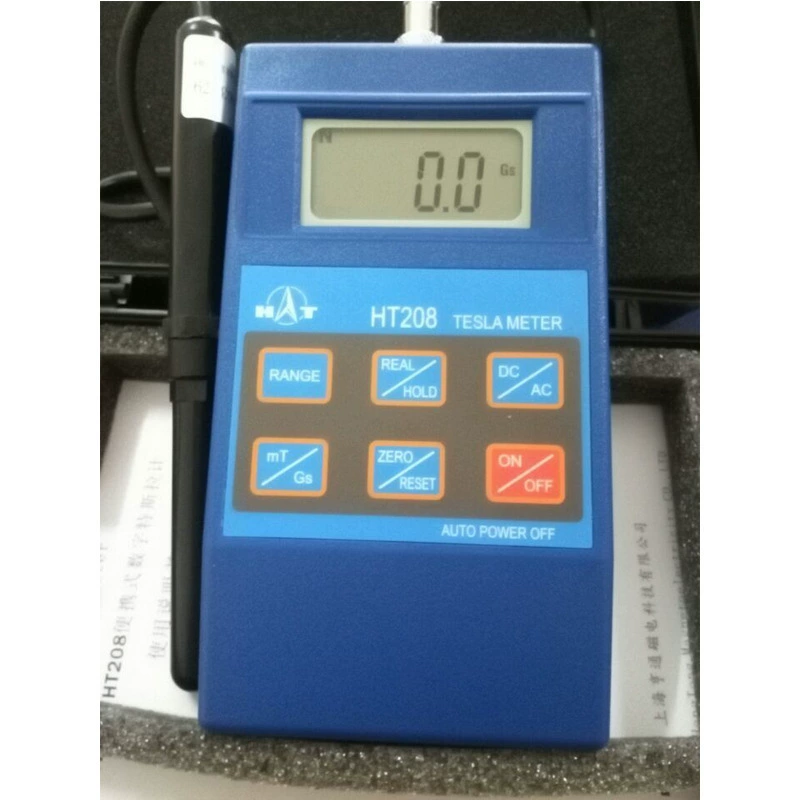 N
0.0 Gs
HAT
HT208 TESLA METER
RANGE
REAL/HOLD
DC/AC
mT/Gs
ZERO/RESET
ON/OFF
AUTO POWER OFF
HT208便携式数字特斯拉计
使用说明
上海亨通磁电科技有限公司